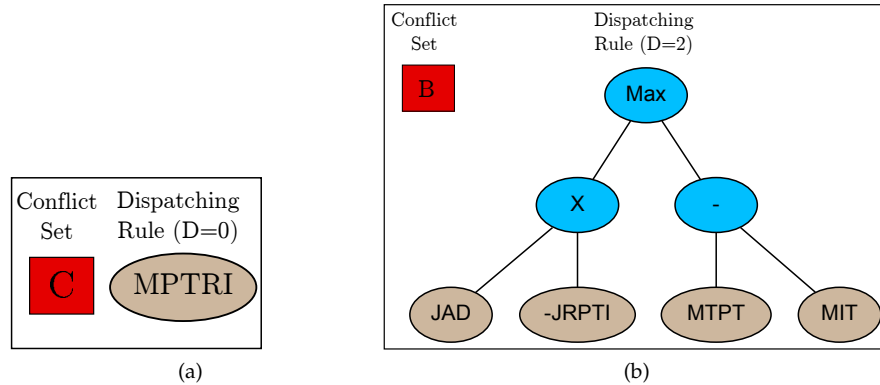 Conflict
Set
Dispatching
Rule (D=0)
C
MPTRI
(a)
Conflict
Set
Dispatching
Rule (D=2)
B
Max
X
-
JAD
-JRPTI
MTPT
MIT
(b)